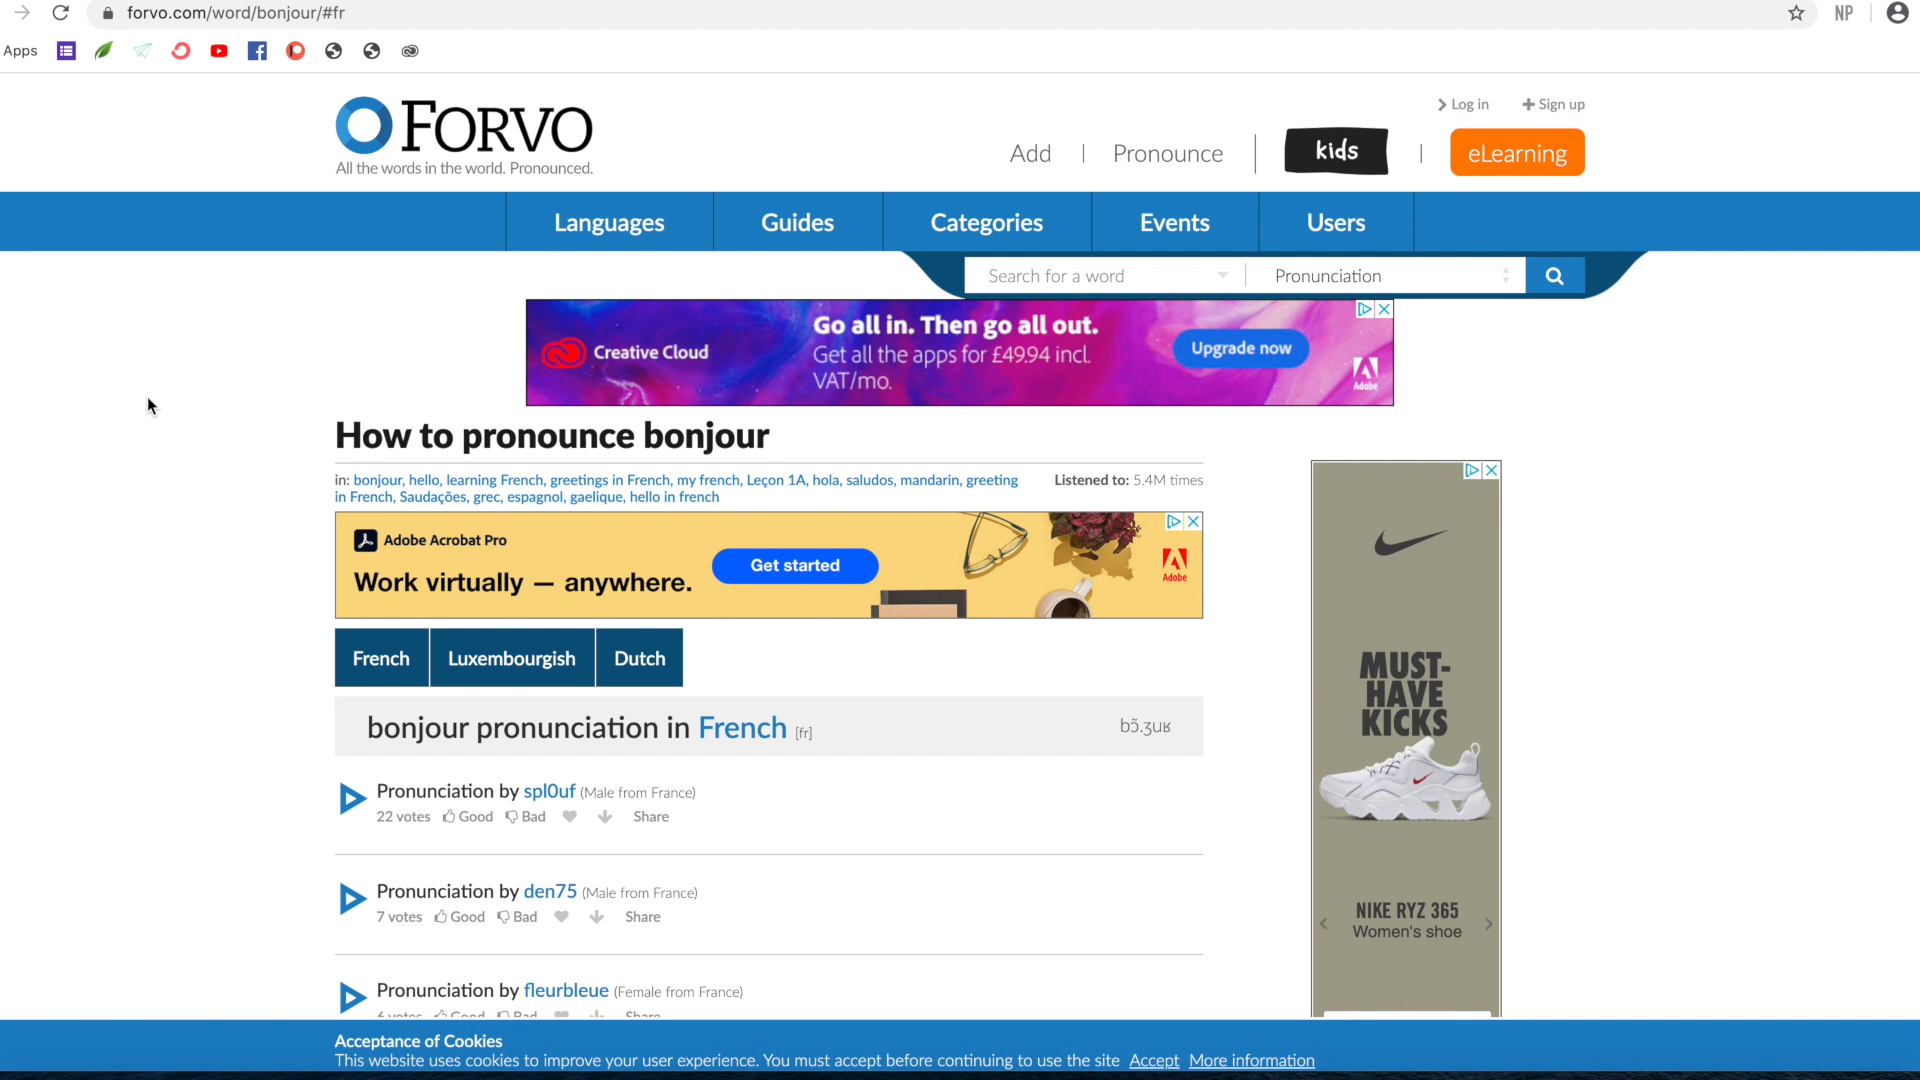 forvo.com/word/bonjour/#fr
NP
Apps
FORVO
All the words in the world. Pronounced.
Log in
Sign up
Add
Pronounce
kids
eLearning
Languages
Guides
Categories
Events
Users
Search for a word
Pronunciation
Creative Cloud
Go all in. Then go all out.
Get all the apps for £49.94 incl.
VAT/mo.
Upgrade now
Adobe
How to pronounce bonjour
in: bonjour, hello, learning French, greetings in French, my french, Leçon 1A, hola, saludos, mandarin, greeting
in French, Saudações, grec, espagnol, gaelique, hello in french
Listened to: 5.4M times
Adobe Acrobat Pro
Work virtually — anywhere.
Get started
Adobe
French
Luxembourgish
Dutch
bonjour pronunciation in French [fr]
bɔ̃.ʒuʁ
Pronunciation by spl0uf (Male from France)
22 votes Good Bad Share
Pronunciation by den75 (Male from France)
7 votes Good Bad Share
Pronunciation by fleurbleue (Female from France)
6 votes Good Bad Share
MUST-
HAVE
KICKS
NIKE RYZ 365
Women's shoe
Acceptance of Cookies
This website uses cookies to improve your user experience. You must accept before continuing to use the site Accept More information